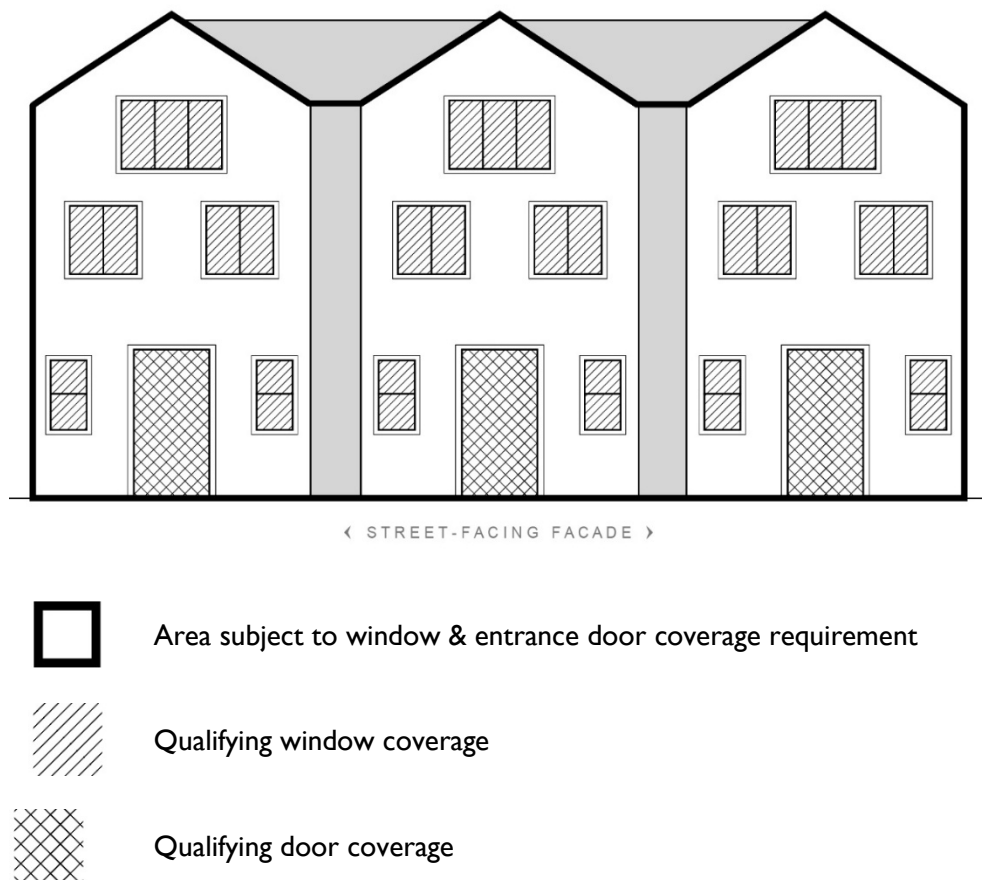 ‹ STREET-FACING FACADE ›
Area subject to window & entrance door coverage requirement
Qualifying window coverage
Qualifying door coverage